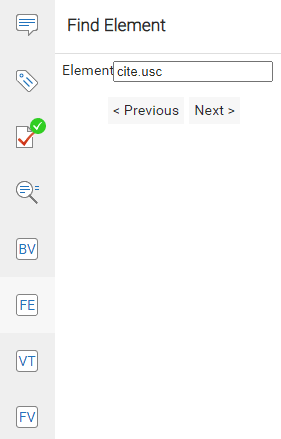 Find Element
Element cite.usc
< Previous Next >
BV
FE
VT
FV